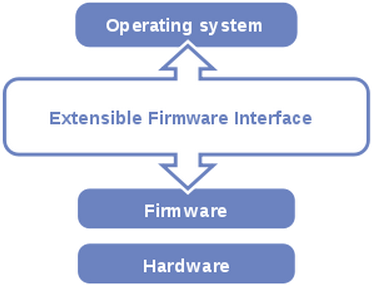 Operating system
Extensible Firmware Interface
Firmware
Hardware